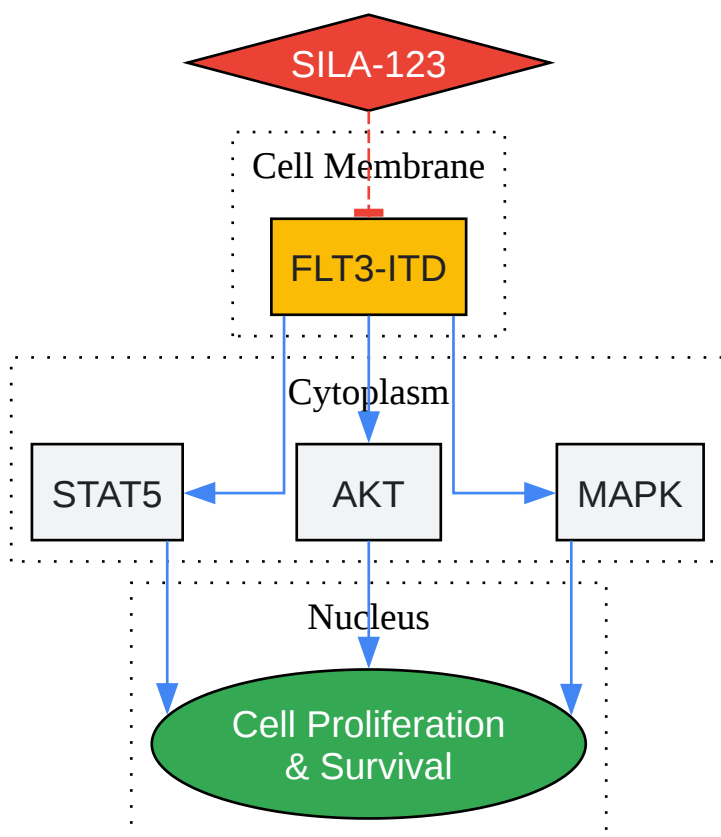 SILA-123
Cell Membrane
FLT3-ITD
Cytoplasm
STAT5
AKT
MAPK
Nucleus
Cell Proliferation
& Survival